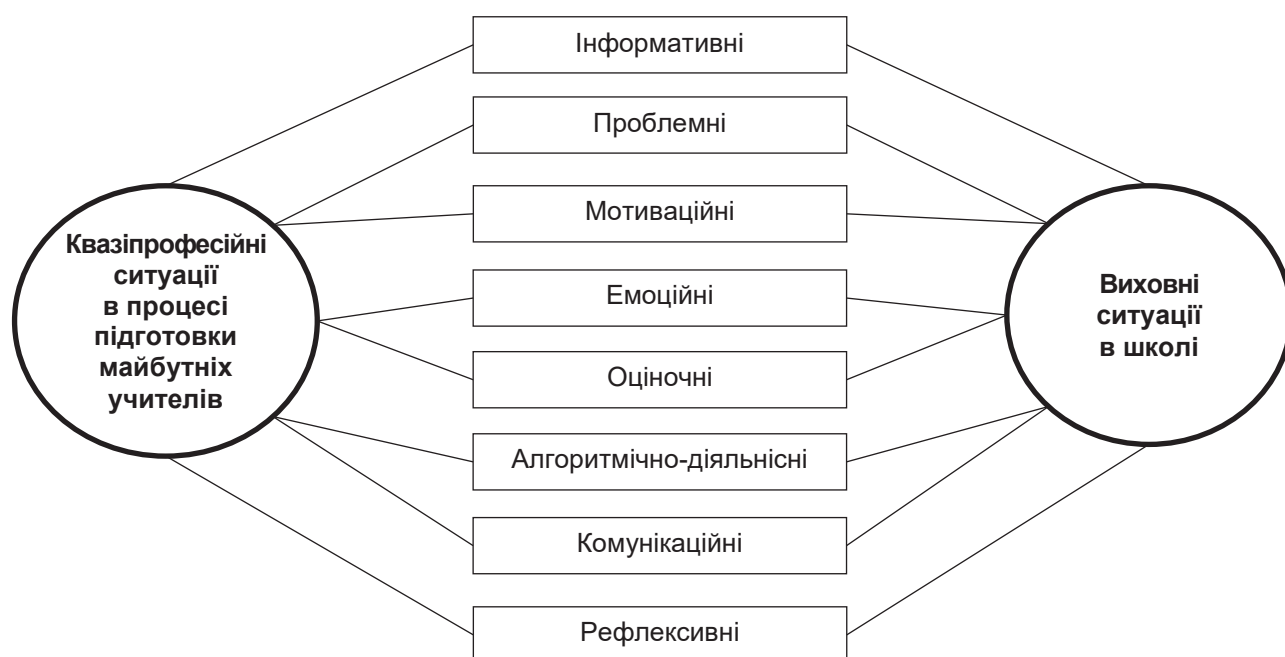 Інформативні
Проблемні
Мотиваційні
Емоційні
Оціночні
Алгоритмічно-діяльнісні
Комунікаційні
Рефлексивні
Квазіпрофесійні
ситуації
в процесі
підготовки
майбутніх
учителів
Виховні
ситуації
в школі